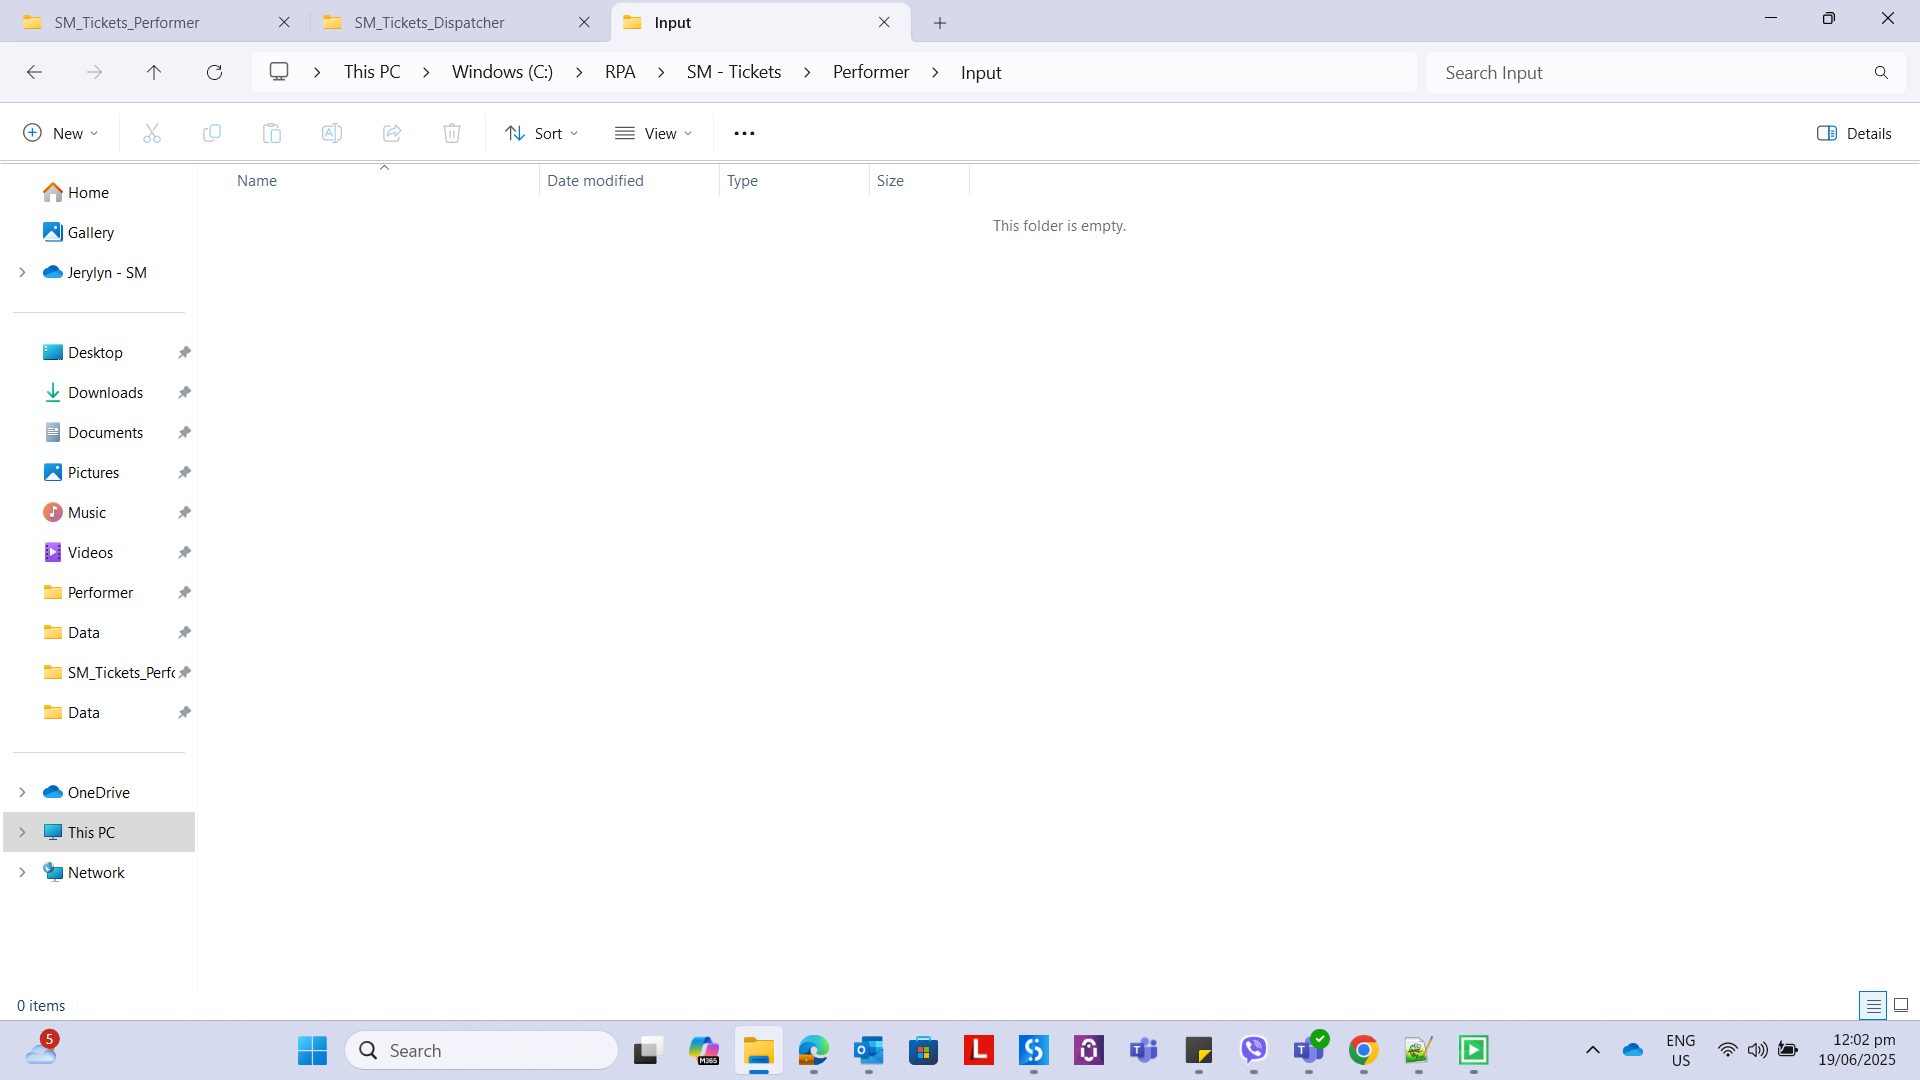 SM_Tickets_Performer
SM_Tickets_Dispatcher
Input
This PC
Windows (C:)
RPA
SM - Tickets
Performer
Input
Search Input
New
Sort
View
Details
Name
Date modified
Type
Size
This folder is empty.
Home
Gallery
Jerylyn - SM
Desktop
Downloads
Documents
Pictures
Music
Videos
Performer
Data
SM_Tickets_Perfc
Data
OneDrive
This PC
Network
0 items
5
Search
M365
L
ENG
US
12:02 pm
19/06/2025